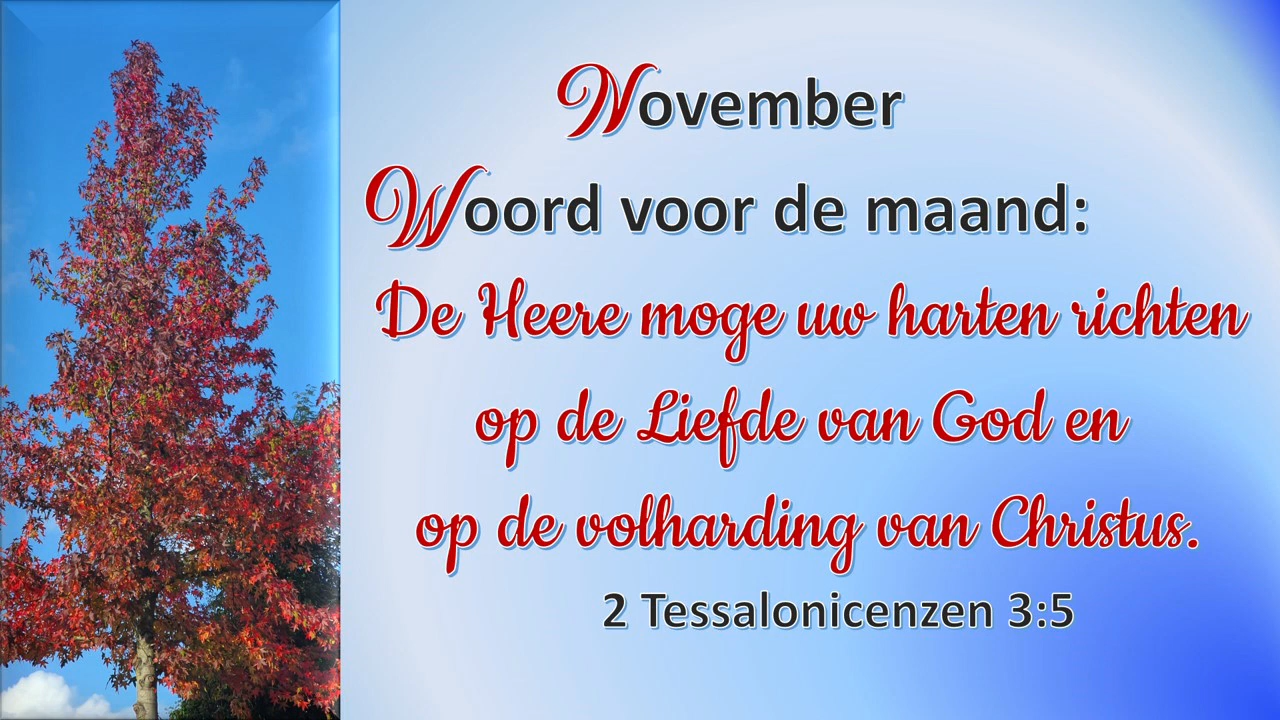 November
Woord voor de maand:
De Heere moge uw harten richten
op de Liefde van God en
op de volharding van Christus.
2 Tessalonicenzen 3:5